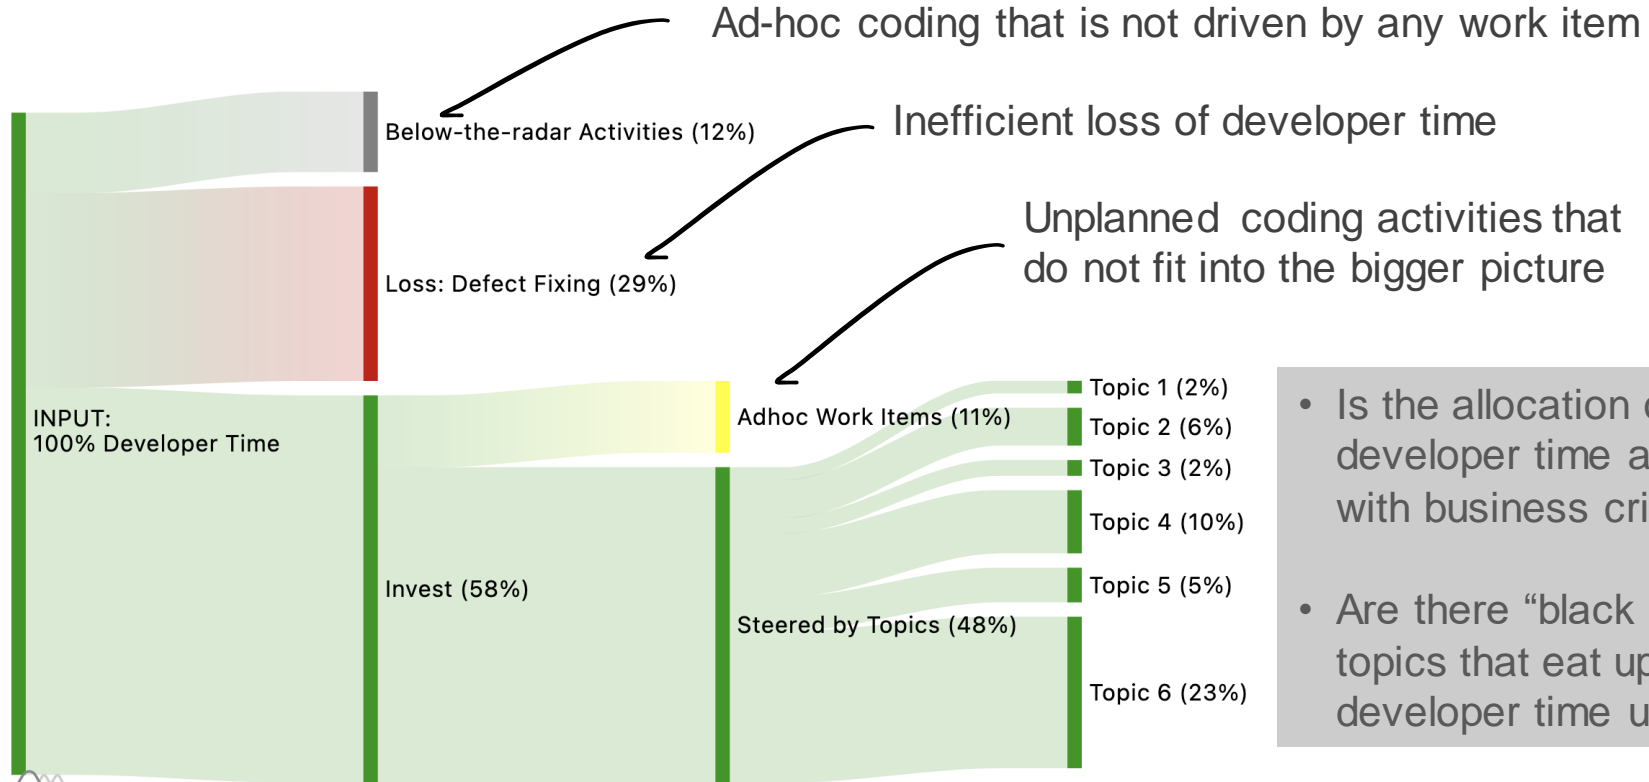 Ad-hoc coding that is not driven by any work item
Below-the-radar Activities (12%)
Inefficient loss of developer time
Loss: Defect Fixing (29%)
Unplanned coding activities that
do not fit into the bigger picture
INPUT:
100% Developer Time
Invest (58%)
Adhoc Work Items (11%)
Steered by Topics (48%)
Topic 1 (2%)
Topic 2 (6%)
Topic 3 (2%)
Topic 4 (10%)
Topic 5 (5%)
Topic 6 (23%)
• Is the allocation
developer time
with business
• Are there “black
topics that eat up
developer time